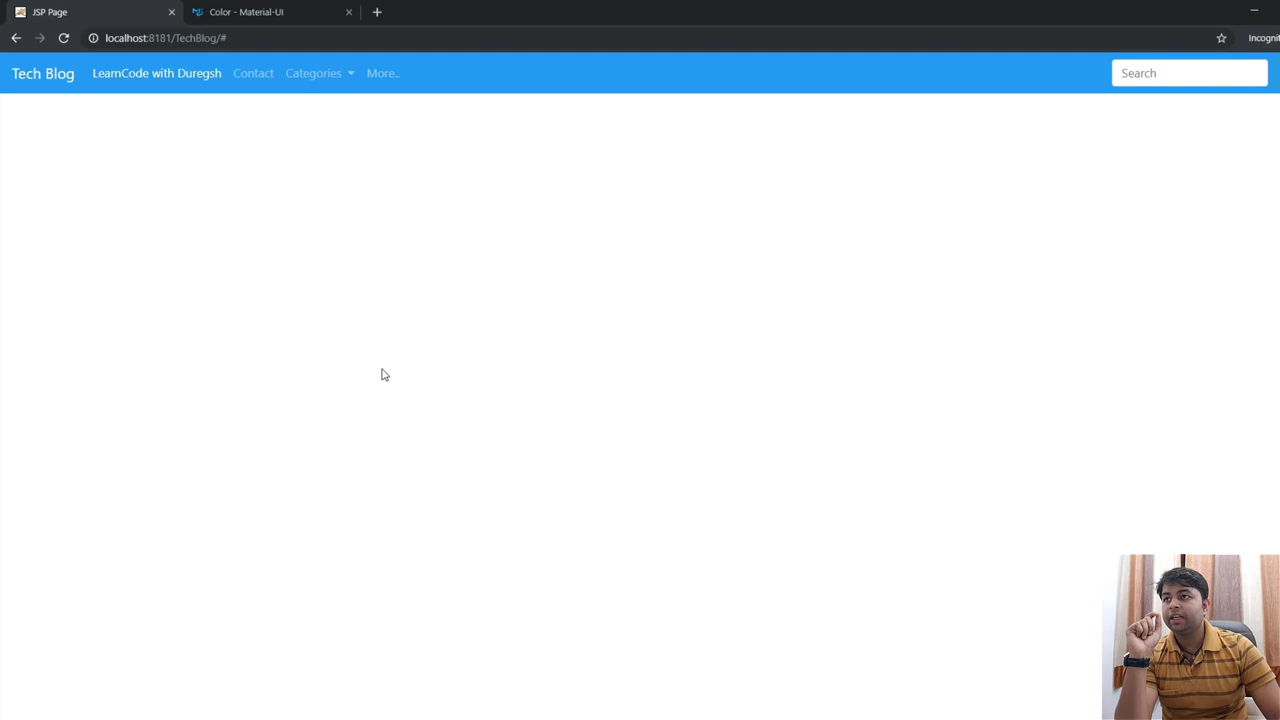 JSP Page
Color - Material-UI
localhost:8181/TechBlog/#
Incognit
Tech Blog
LearnCode with Duregsh
Contact
Categories
More..
Search